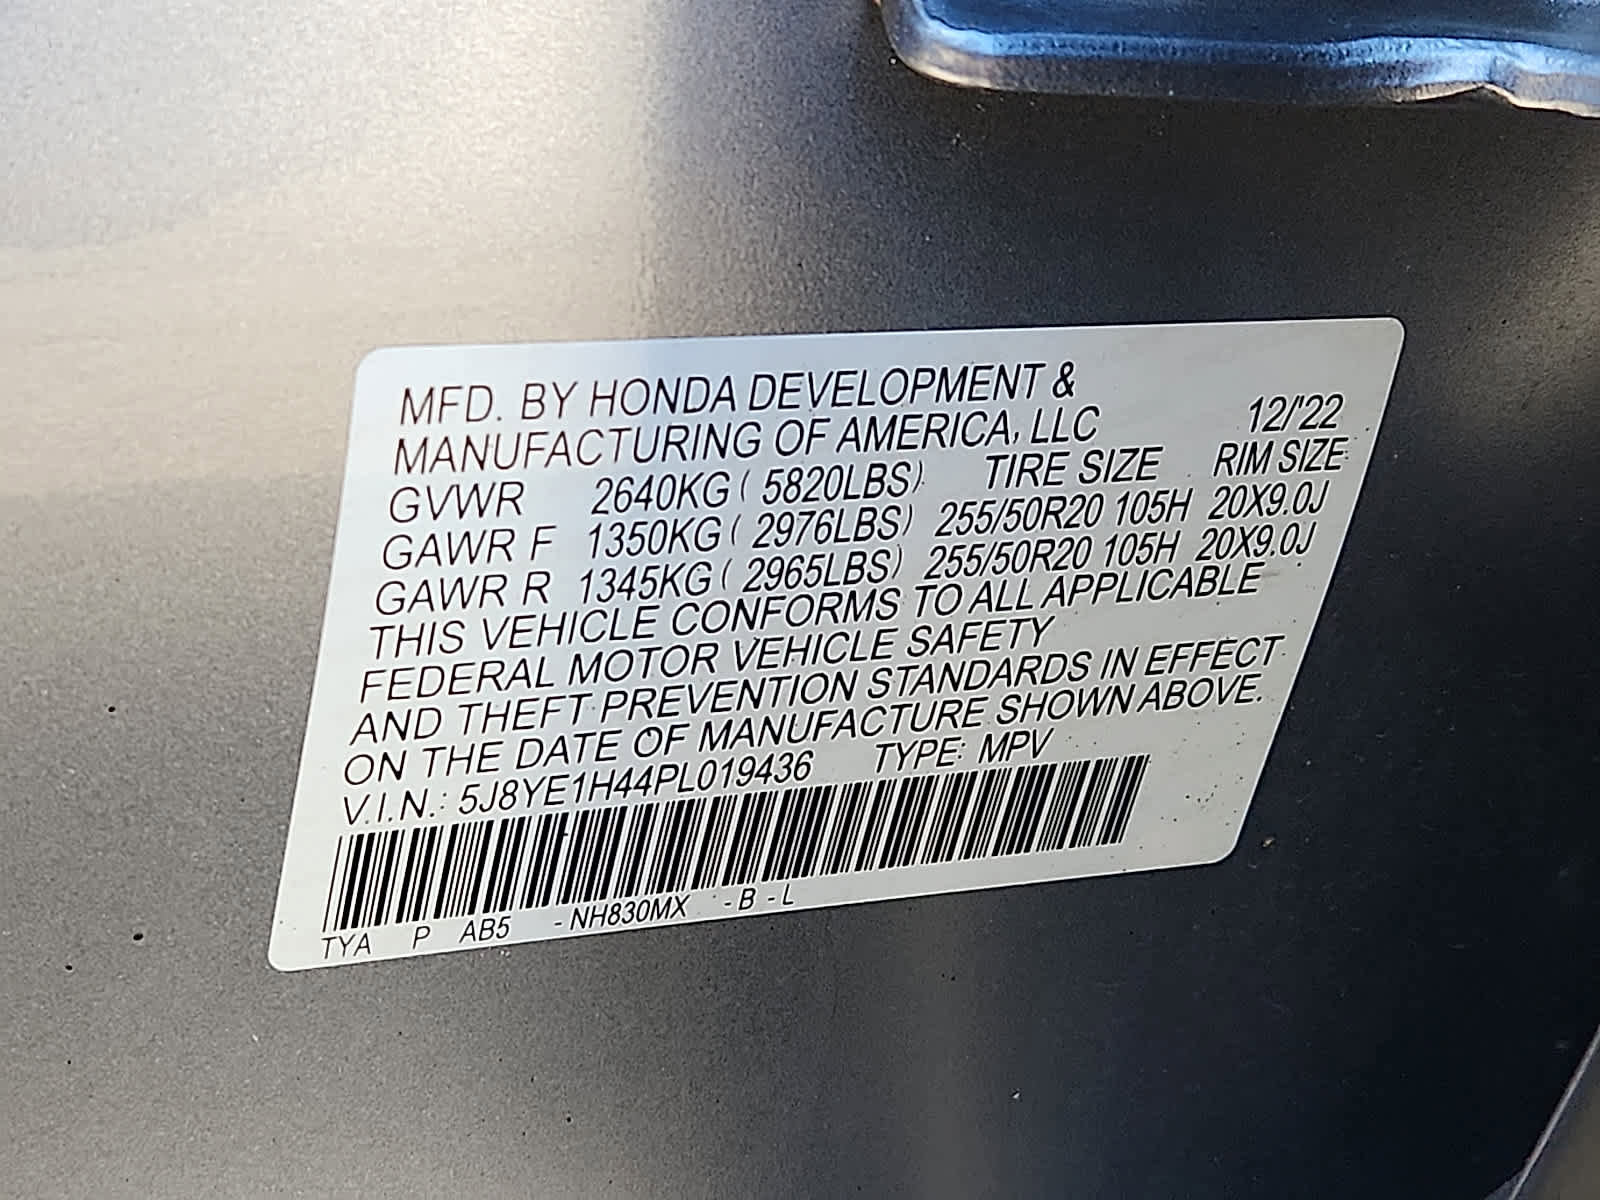 MFD. BY HONDA DEVELOPMENT &
MANUFACTURING OF AMERICA, LLC 12/'22
GVWR 2640KG ( 5820LBS) TIRE SIZE RIM SIZE
GAWR F 1350KG ( 2976LBS) 255/50R20 105H 20X9.0J
GAWR R 1345KG ( 2965LBS) 255/50R20 105H 20X9.0J
THIS VEHICLE CONFORMS TO ALL APPLICABLE
FEDERAL MOTOR VEHICLE SAFETY
AND THEFT PREVENTION STANDARDS IN EFFECT
ON THE DATE OF MANUFACTURE SHOWN ABOVE.
V.I.N.: 5J8YE1H44PL019436 TYPE: MPV
TYA P AB5 -NH830MX -B -L